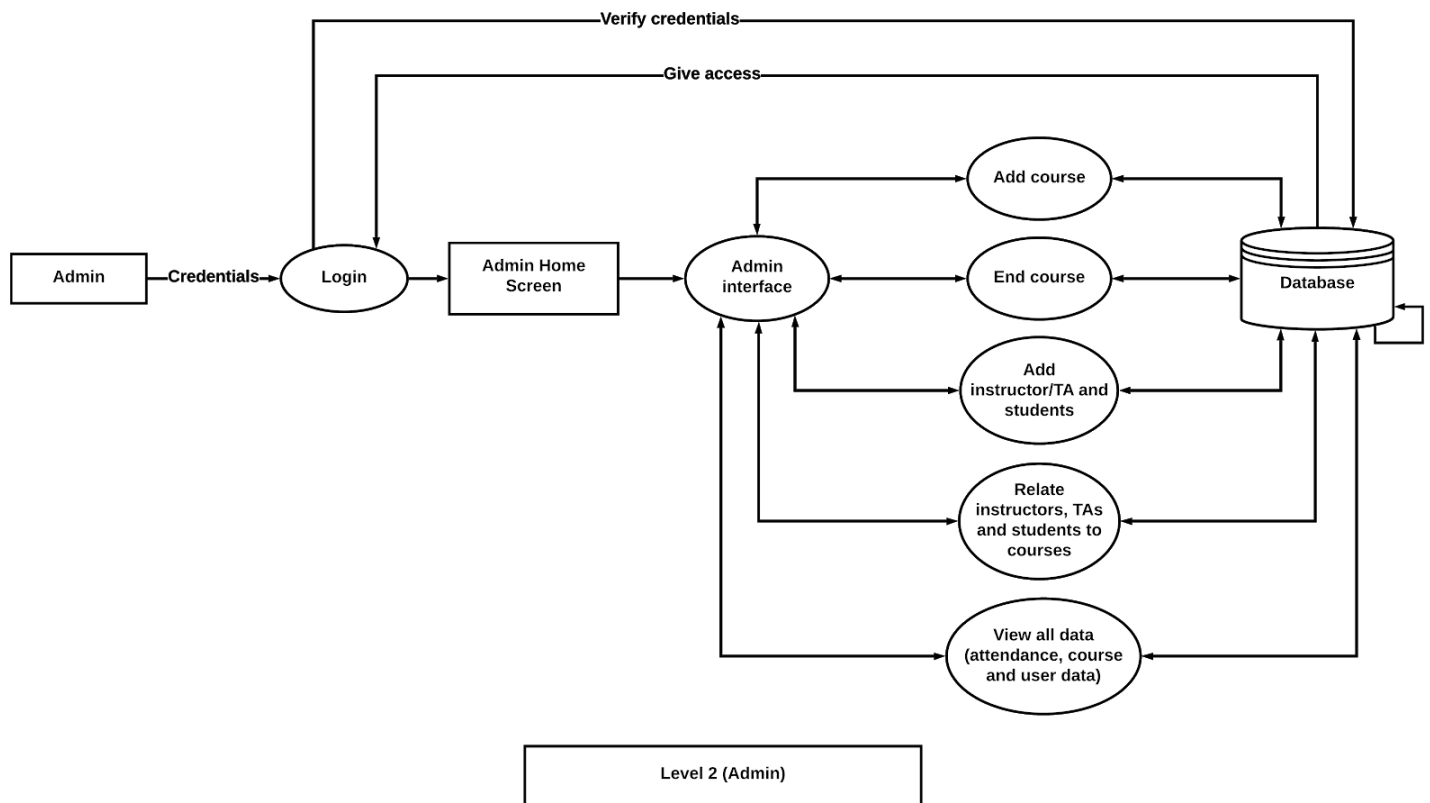 Verify credentials
Give access
Add course
Admin
Credentials
Login
Admin Home
Screen
Admin
interface
End course
Database
Add
instructor/TA and
students
Relate
instructors, TAs
and students to
courses
View all data
(attendance, course
and user data)
Level 2 (Admin)